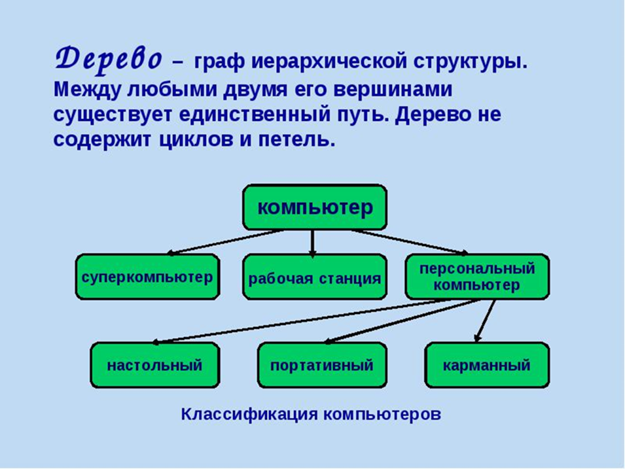 Дерево – граф иерархической структуры.
Между любыми двумя его вершинами
существует единственный путь. Дерево не
содержит циклов и петель.
компьютер
суперкомпьютер
рабочая станция
персональный
компьютер
настольный
портативный
карманный
Классификация компьютеров